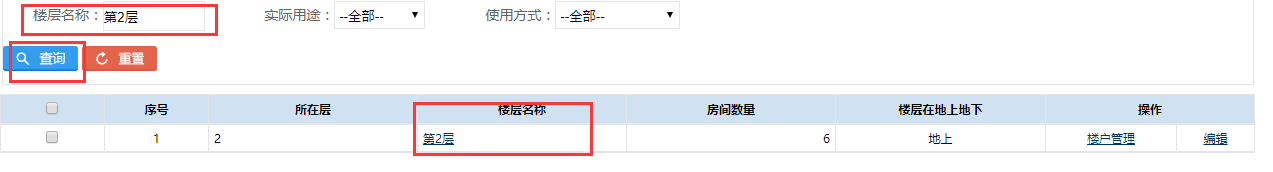 楼层名称：第2层 实际用途：--全部-- 使用方式：--全部--
查询 重置
序号 所在层 楼层名称 房间数量 楼层在地上地下 操作
1 2 第2层 6 地上 楼户管理 编辑